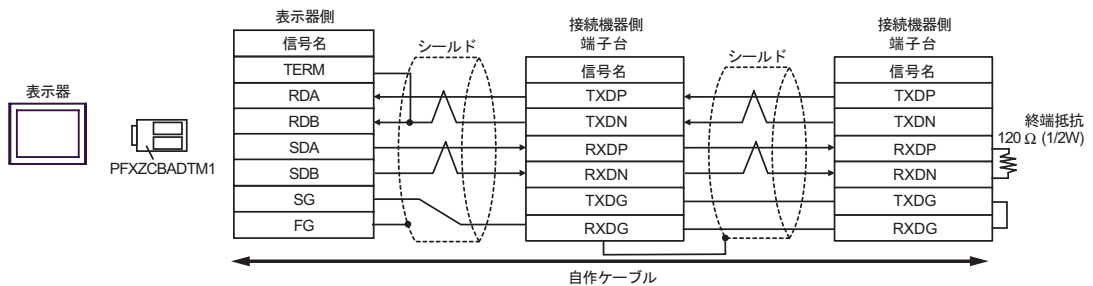 表示器
PFXZCBADTM1
表示器側
信号名
TERM
RDA
RDB
SDA
SDB
SG
FG
シールド
接続機器側
端子台
信号名
TXDP
TXDN
RXDP
RXDN
TXDG
RXDG
シールド
接続機器側
端子台
信号名
TXDP
TXDN
RXDP
RXDN
TXDG
RXDG
終端抵抗
120 Ω (1/2W)
自作ケーブル